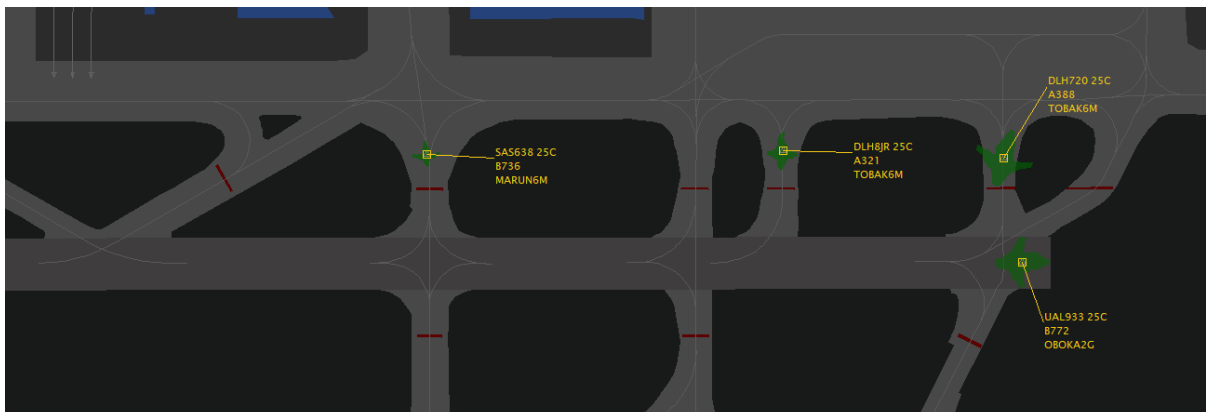 DLH720 25C
A388
TOBAK6M
SAS638 25C
B736
MARUN6M
DLH8JR 25C
A321
TOBAK6M
UAL933 25C
B772
OBOKA2G